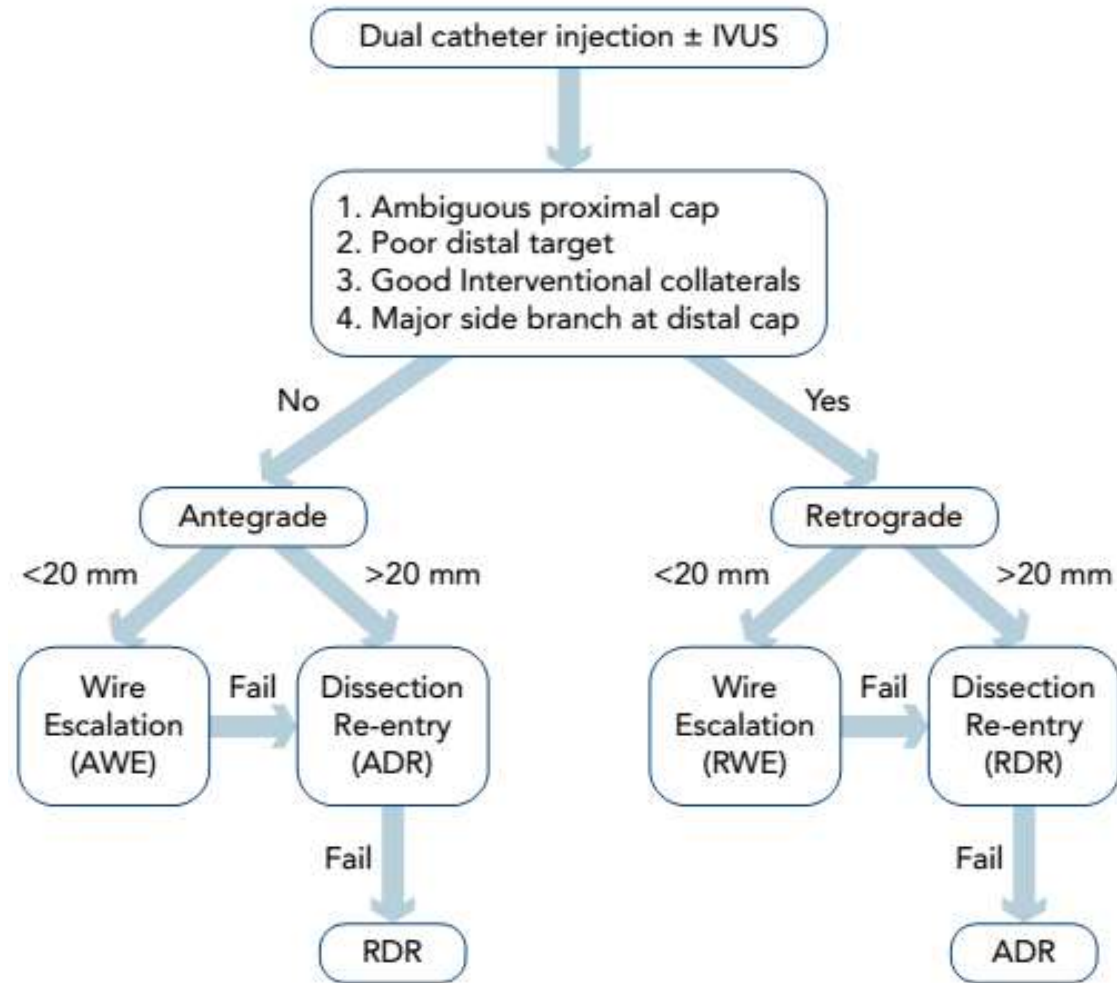 Dual catheter injection ± IVUS
1. Ambiguous proximal cap
2. Poor distal target
3. Good Interventional collaterals
4. Major side branch at distal cap
No
Yes
Antegrade
Retrograde
<20 mm
>20 mm
<20 mm
>20 mm
Wire
Escalation
(AWE)
Fail
Dissection
Re-entry
(ADR)
Wire
Escalation
(RWE)
Fail
Dissection
Re-entry
(RDR)
Fail
Fail
RDR
ADR